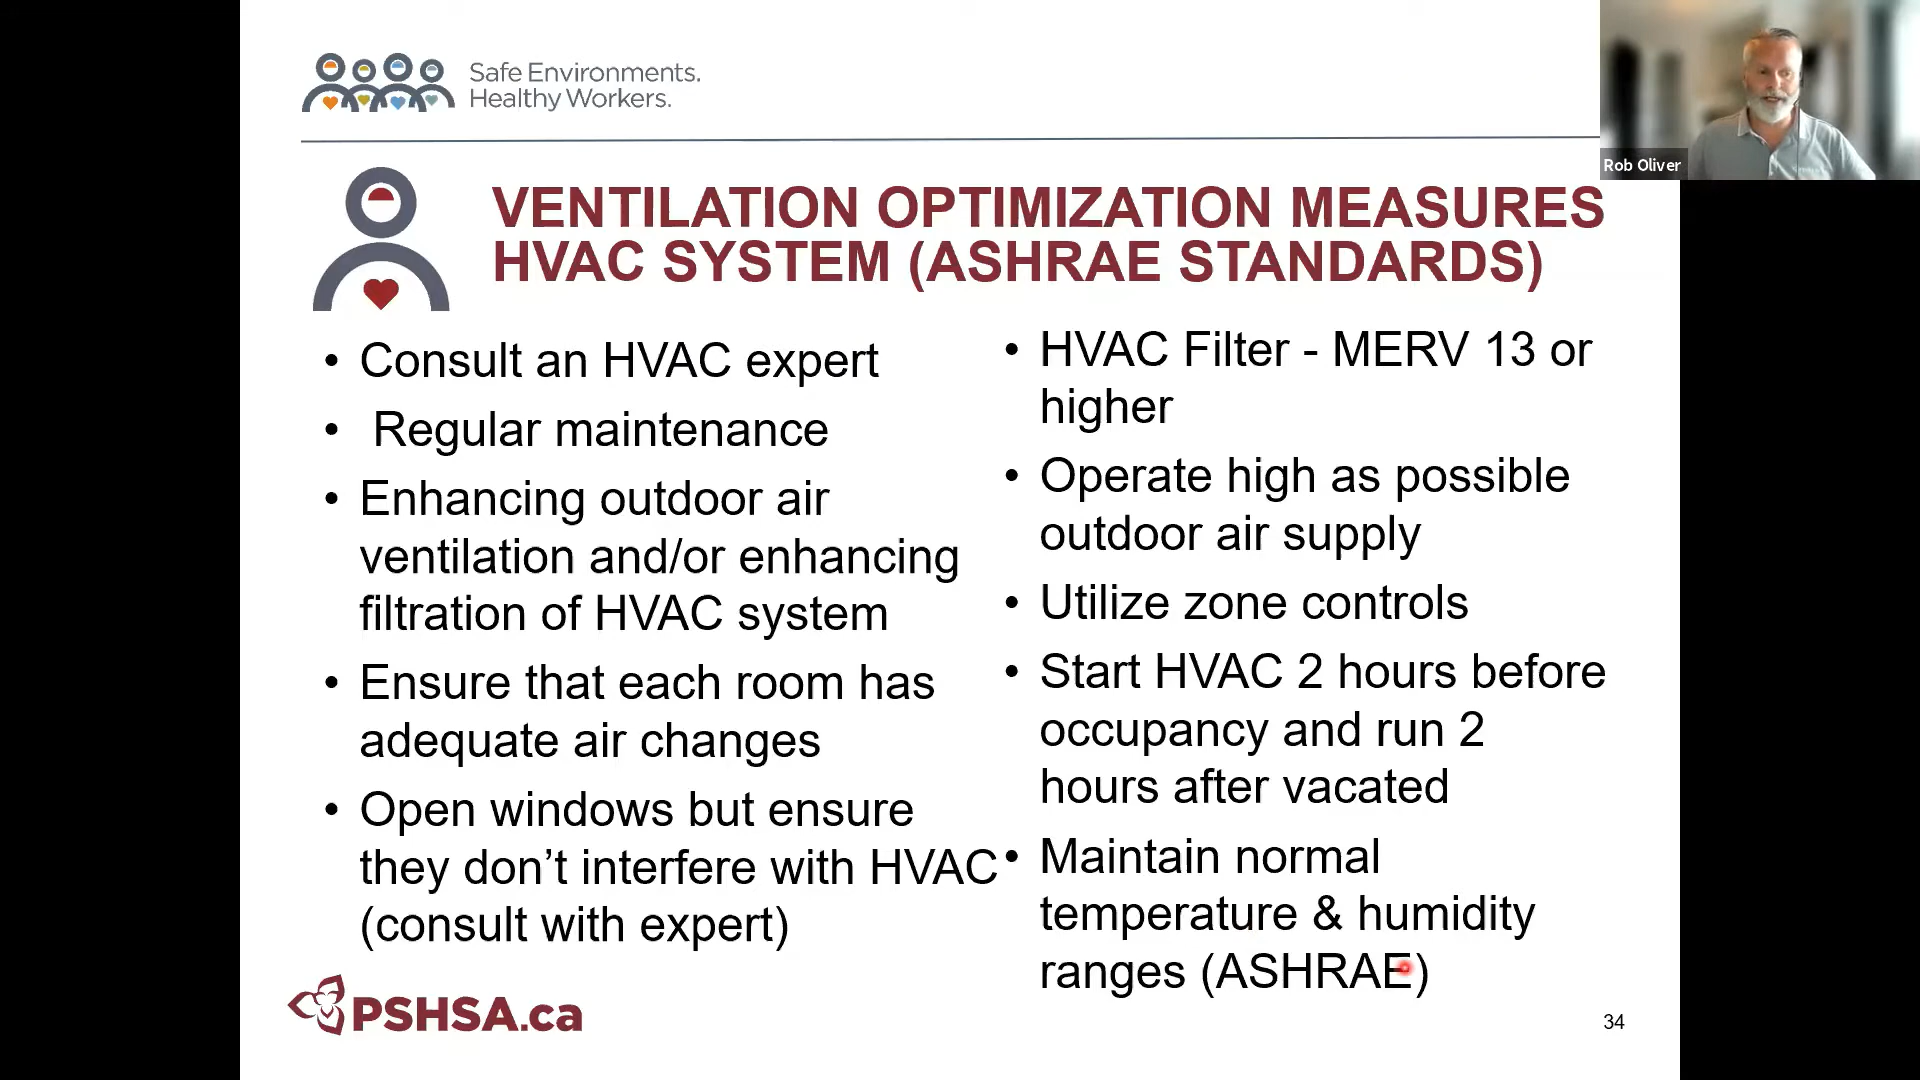 Safe Environments.
Healthy Workers.
Rob Oliver
VENTILATION OPTIMIZATION MEASURES
HVAC SYSTEM (ASHRAE STANDARDS)
• Consult an HVAC expert
• Regular maintenance
• Enhancing outdoor air
ventilation and/or enhancing
filtration of HVAC system
• Ensure that each room has
adequate air changes
• Open windows but ensure
they don’t interfere with HVAC
(consult with expert)
• HVAC Filter - MERV 13 or
higher
• Operate high as possible
outdoor air supply
• Utilize zone controls
• Start HVAC 2 hours before
occupancy and run 2
hours after vacated
• Maintain normal
temperature & humidity
ranges (ASHRAE)
PSHSA.ca
34